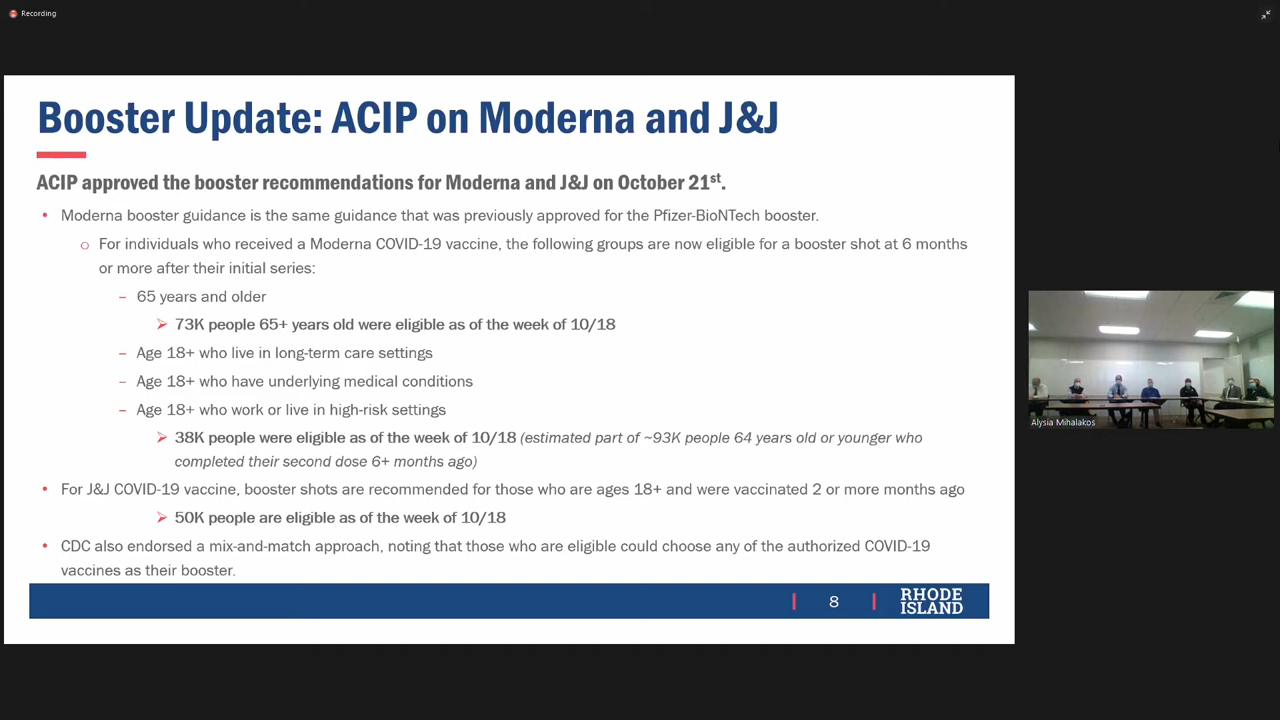 Recording
Booster Update: ACIP on Moderna and J&J
ACIP approved the booster recommendations for Moderna and J&J on October 21st.
• Moderna booster guidance is the same guidance that was previously approved for the Pfizer-BioNTech booster.
o For individuals who received a Moderna COVID-19 vaccine, the following groups are now eligible for a booster shot at 6 months
or more after their initial series:
– 65 years and older
➢ 73K people 65+ years old were eligible as of the week of 10/18
– Age 18+ who live in long-term care settings
– Age 18+ who have underlying medical conditions
– Age 18+ who work or live in high-risk settings
➢ 38K people were eligible as of the week of 10/18 (estimated part of ~93K people 64 years old or younger who
completed their second dose 6+ months ago)
• For J&J COVID-19 vaccine, booster shots are recommended for those who are ages 18+ and were vaccinated 2 or more months ago
➢ 50K people are eligible as of the week of 10/18
• CDC also endorsed a mix-and-match approach, noting that those who are eligible could choose any of the authorized COVID-19
vaccines as their booster.
8
RHODE
ISLAND
Alysia Mihalakos